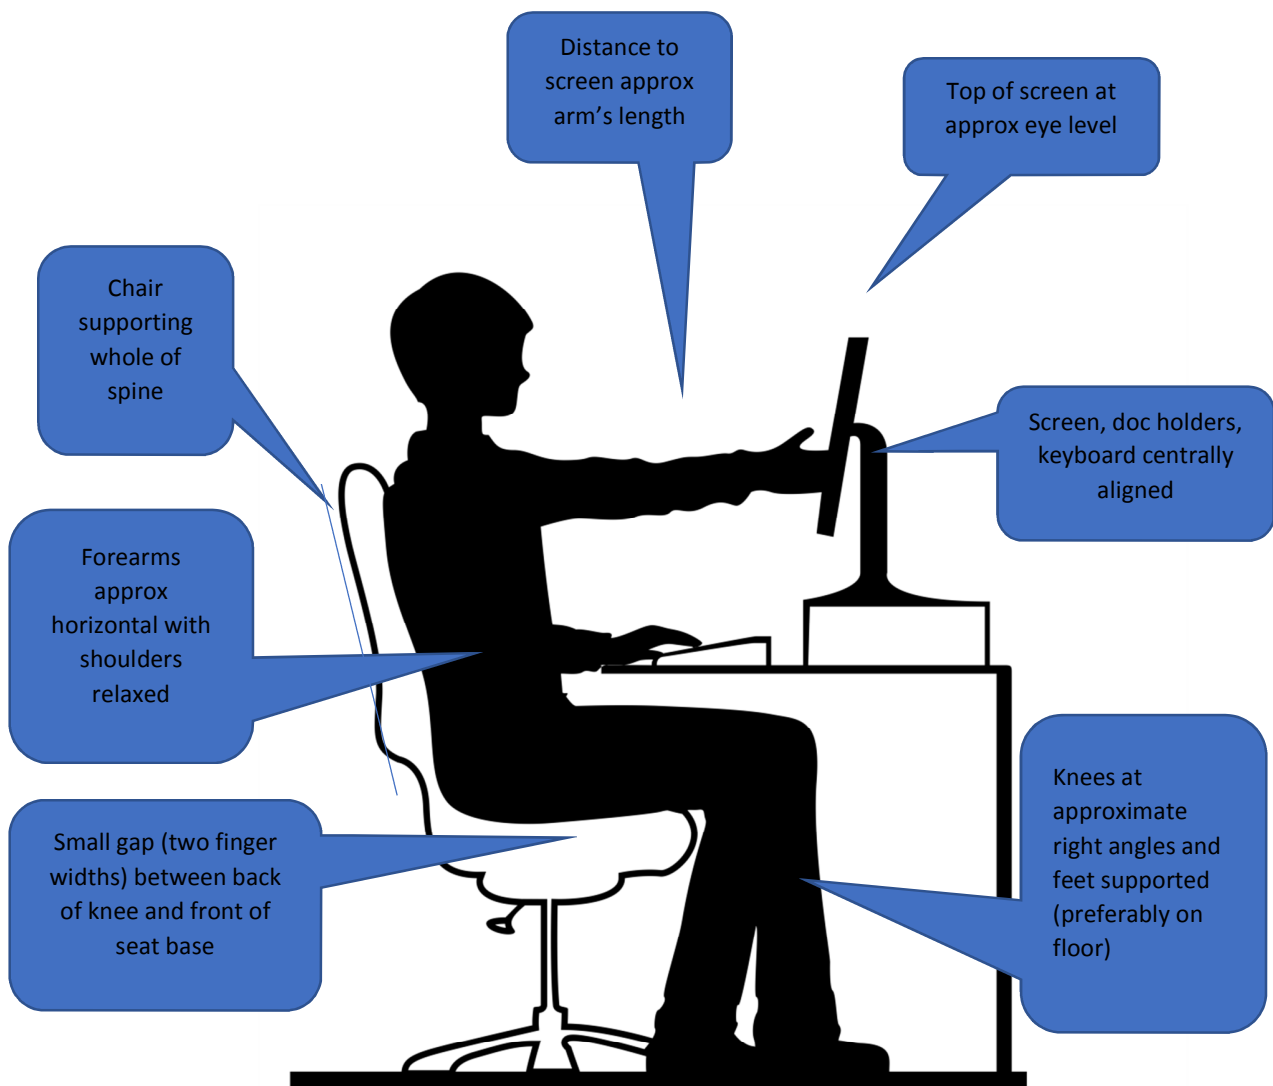 Distance to
screen approx
arm’s length
Top of screen at
approx eye level
Chair
supporting
whole of
spine
Screen, doc holders,
keyboard centrally
aligned
Forearms
approx
horizontal with
shoulders
relaxed
Knees at
approximate
right angles and
feet supported
(preferably on
floor)
Small gap (two finger
widths) between back
of knee and front of
seat base